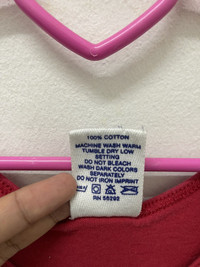 100% COTTON
MACHINE WASH WARM
TUMBLE DRY LOW
SETTING
DO NOT BLEACH
WASH DARK COLORS
SEPARATELY
DO NOT IRON IMPRINT
RN 55292